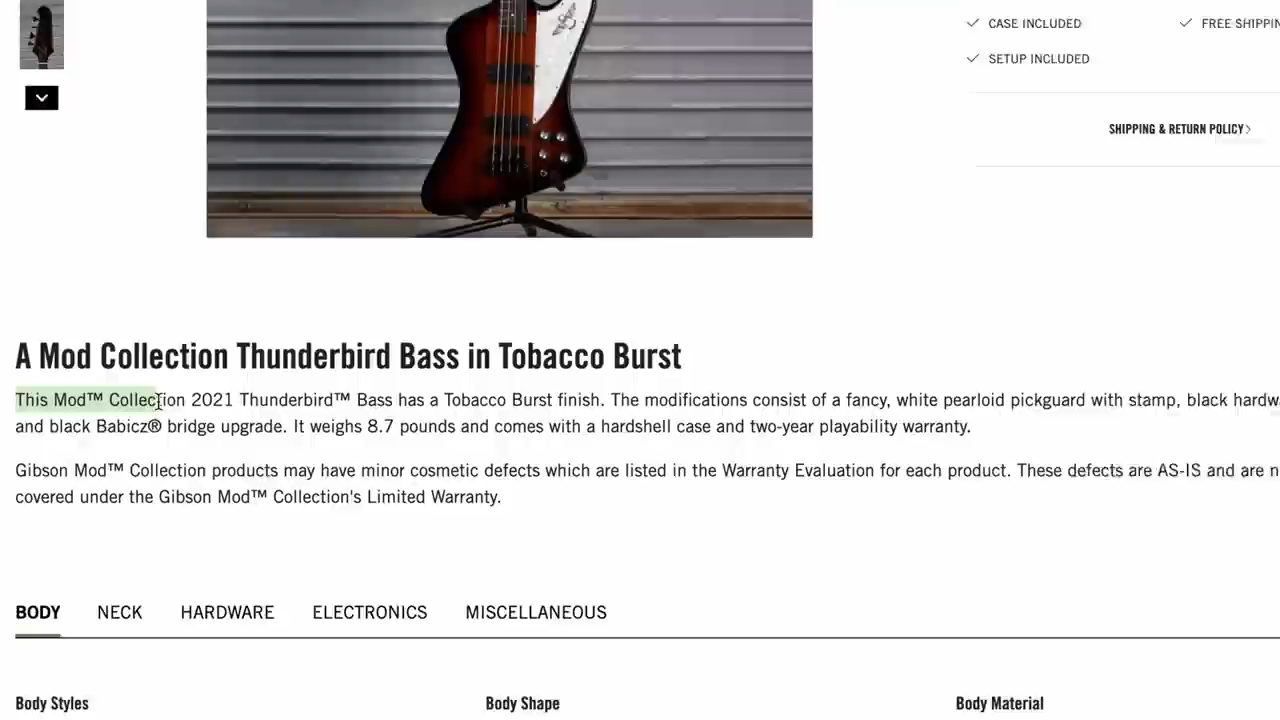 CASE INCLUDED
SETUP INCLUDED
FREE
SHIPPING & RETURN POLICY
A Mod Collection Thunderbird Bass in Tobacco Burst
This Mod™ Collection 2021 Thunderbird™ Bass has a Tobacco Burst finish. The modifications consist of a fancy, white pearloid pickguard with stamp, black
and black Babicz® bridge upgrade. It weighs 8.7 pounds and comes with a hardshell case and two-year playability warranty.
Gibson Mod™ Collection products may have minor cosmetic defects which are listed in the Warranty Evaluation for each product. These defects are AS-IS and are
covered under the Gibson Mod™ Collection's Limited Warranty.
BODY NECK HARDWARE ELECTRONICS MISCELLANEOUS
Body Styles Body Shape Body Material